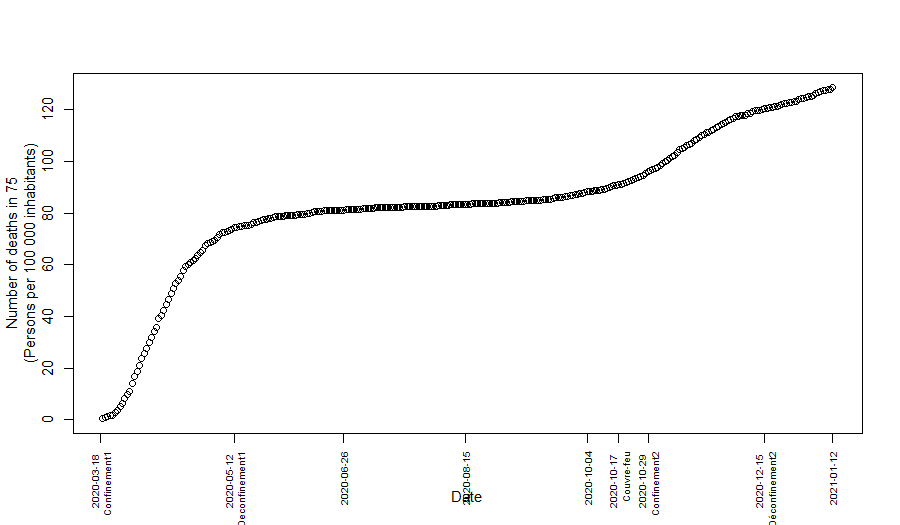 Number of deaths in 75
(Persons per 100 000 inhabitants)
120
100
80
60
40
20
0
2020-03-18
Confinement1
2020-05-12
Deconfinement1
2020-06-26
2020-08-15
2020-10-04
2020-10-17
Couvre-feu
2020-10-29
Confinement2
2020-12-15
Déconfinement2
2021-01-12
Date